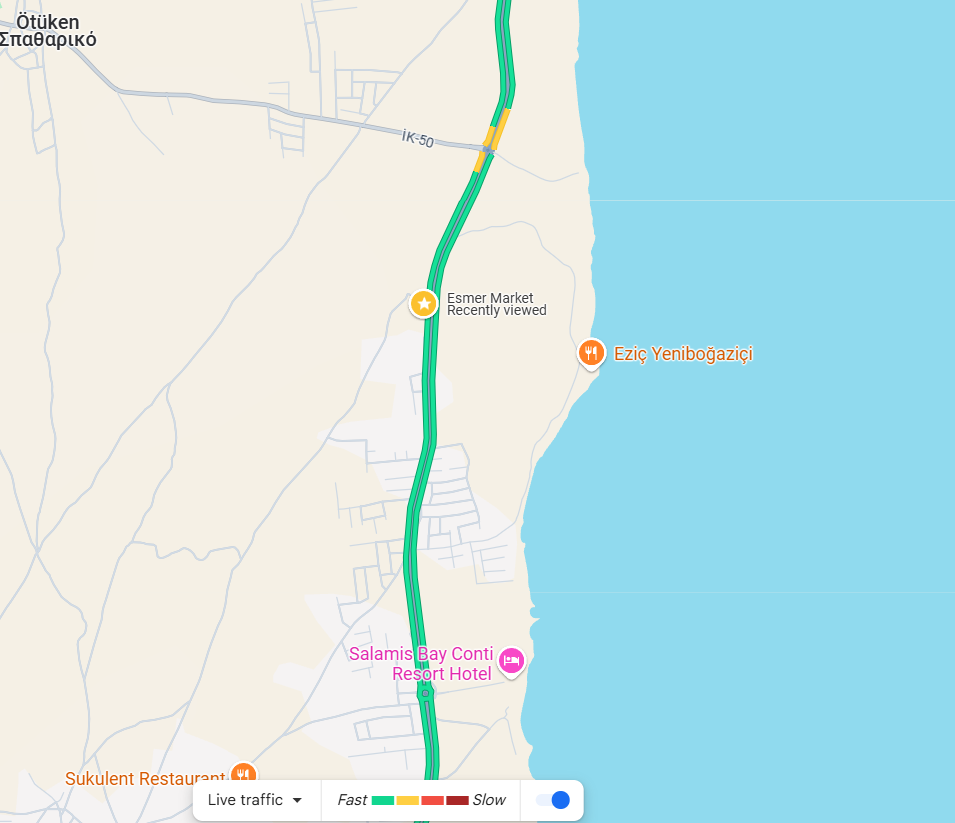 Ötüken
Σπαθαρικό
İK-50
Esmer Market
Recently viewed
Eziç Yeniboğaziçi
Salamis Bay Conti
Resort Hotel
Sukulent Restaurant
Live traffic
Fast
Slow